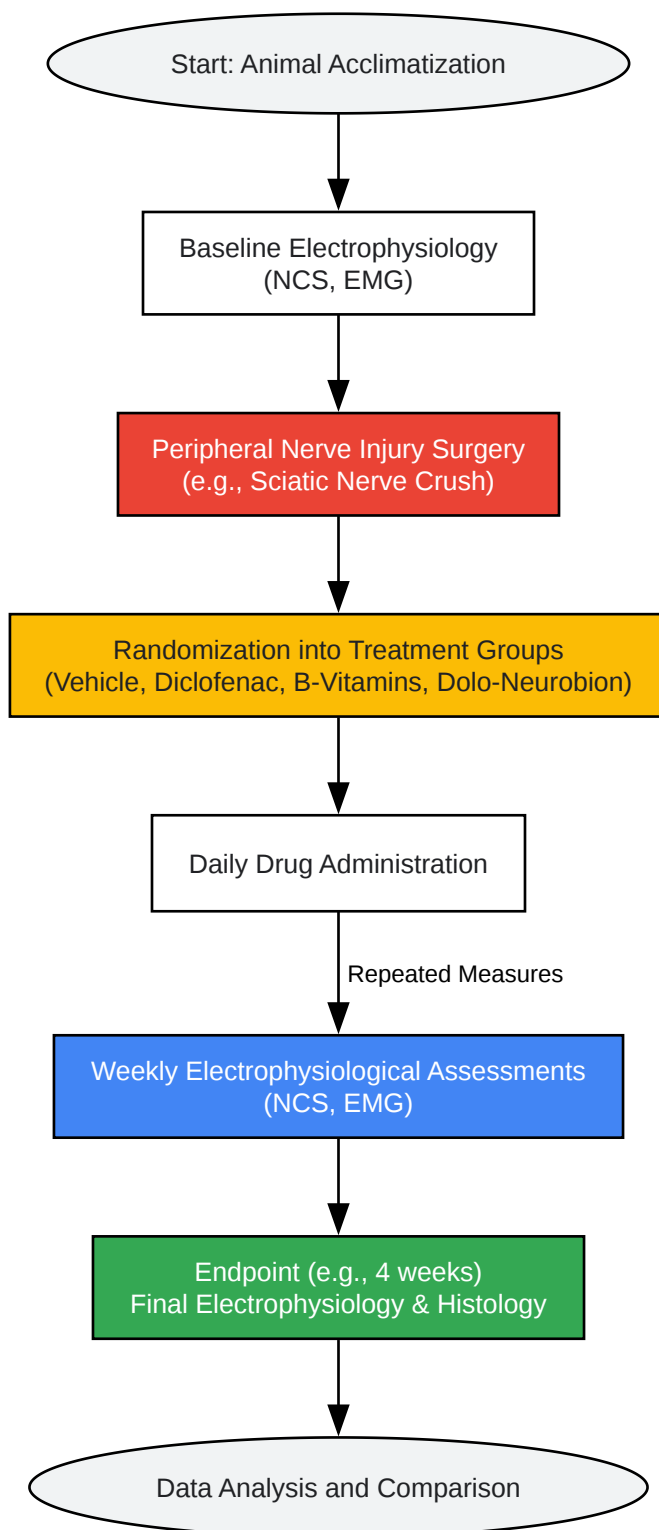 Start: Animal Acclimatization
Baseline Electrophysiology
(NCS, EMG)
Peripheral Nerve Injury Surgery
(e.g., Sciatic Nerve Crush)
Randomization into Treatment Groups
(Vehicle, Diclofenac, B-Vitamins, Dolo-Neurobion)
Daily Drug Administration
Repeated Measures
Weekly Electrophysiological Assessments
(NCS, EMG)
Endpoint (e.g., 4 weeks)
Final Electrophysiology & Histology
Data Analysis and Comparison